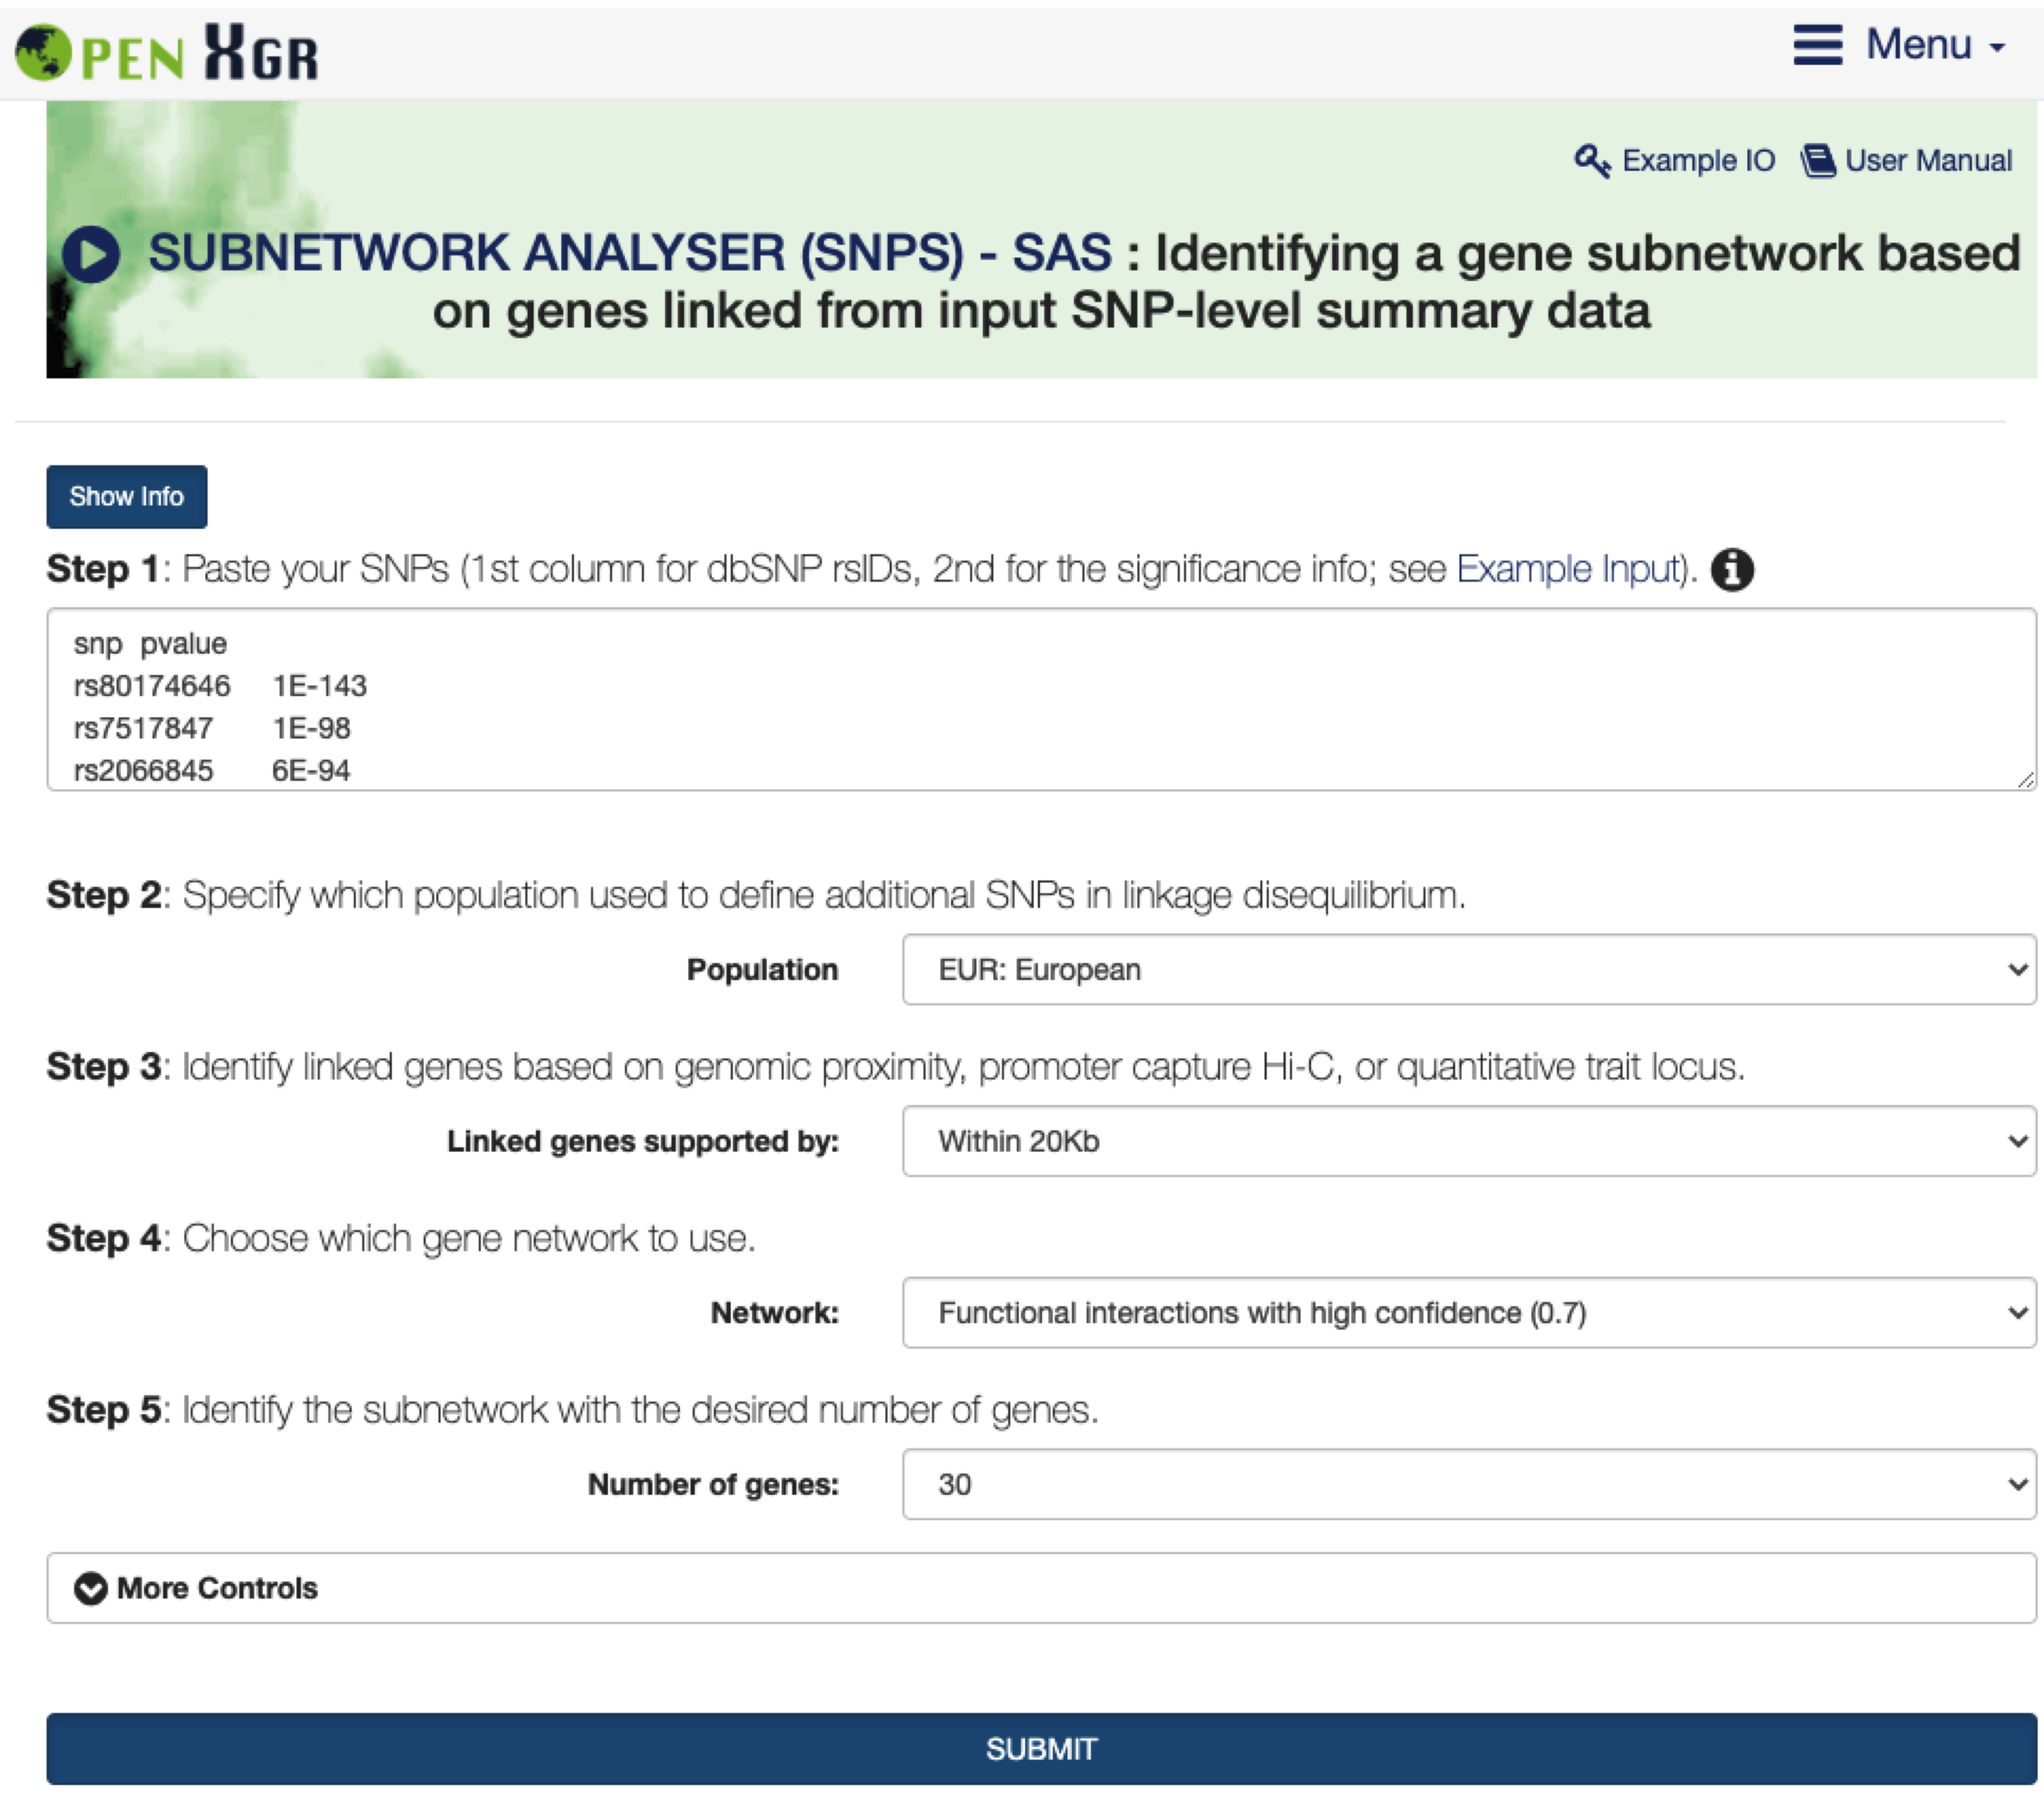 OPEN XGR
Menu
Example IO User Manual
SUBNETWORK ANALYSER (SNPS) - SAS : Identifying a gene subnetwork based
on genes linked from input SNP-level summary data
Show Info
Step 1: Paste your SNPs (1st column for dbSNP rsIDs, 2nd for the significance info; see Example Input).
snp pvalue
rs80174646 1E-143
rs7517847 1E-98
rs2066845 6E-94
Step 2: Specify which population used to define additional SNPs in linkage disequilibrium.
Population EUR: European
Step 3: Identify linked genes based on genomic proximity, promoter capture Hi-C, or quantitative trait locus.
Linked genes supported by: Within 20Kb
Step 4: Choose which gene network to use.
Network: Functional interactions with high confidence (0.7)
Step 5: Identify the subnetwork with the desired number of genes.
Number of genes: 30
More Controls
SUBMIT